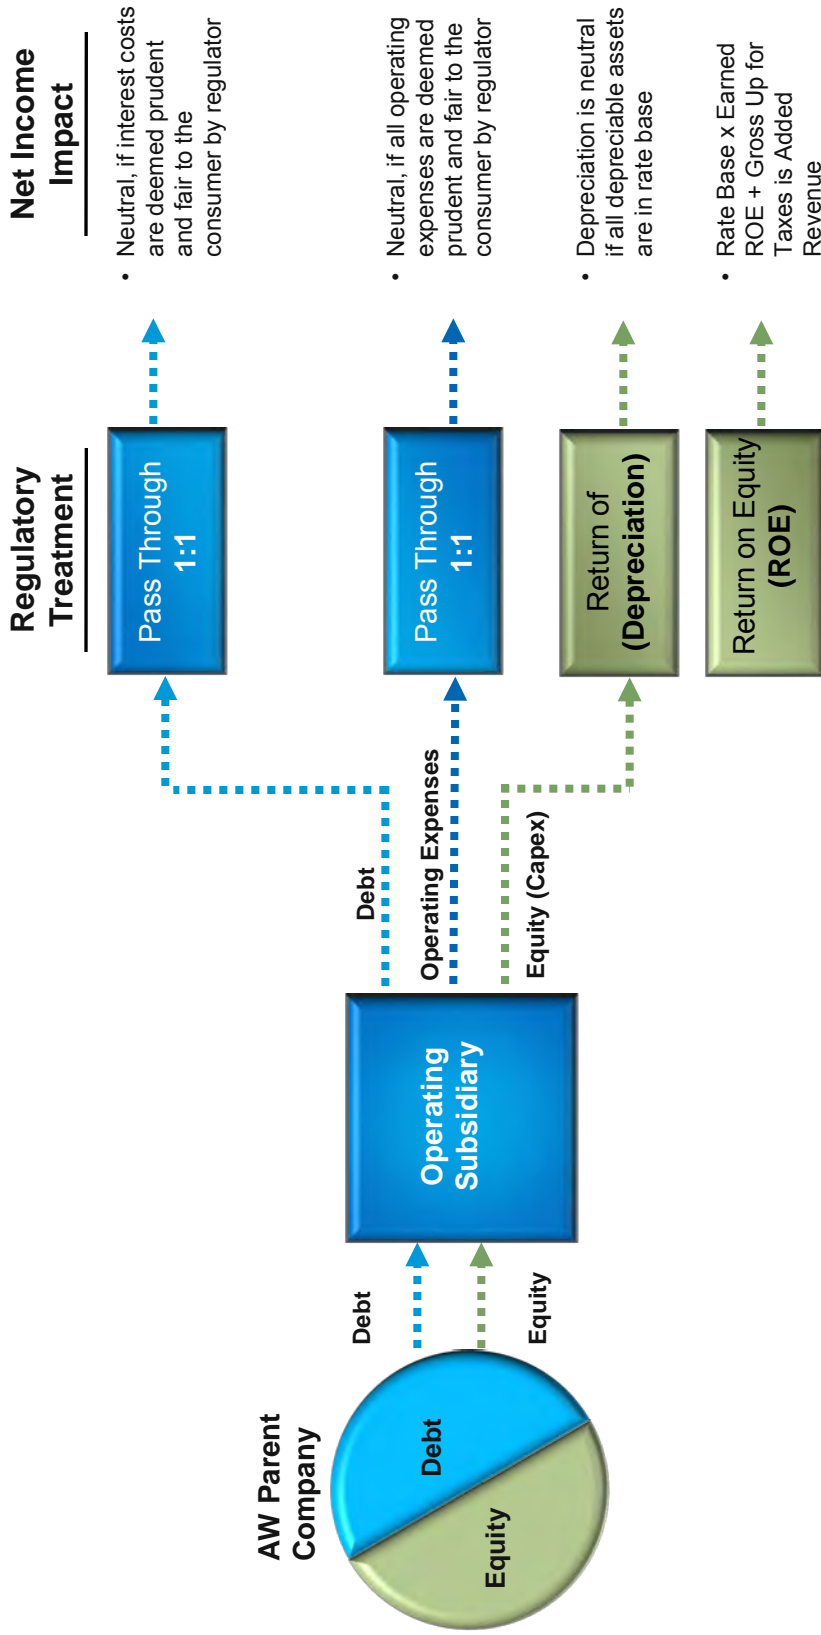 AW Parent
Company
Equity
Debt
Debt
Equity
Operating
Subsidiary
Debt
Operating Expenses
Equity (Capex)
Regulatory
Treatment
Pass Through
1:1
Pass Through
1:1
Return of
(Depreciation)
Return on Equity
(ROE)
Net Income
Impact
• Neutral, if interest costs
are deemed prudent
and fair to the
consumer by regulator
• Neutral, if all operating
expenses are deemed
prudent and fair to the
consumer by regulator
• Depreciation is neutral
if all depreciable assets
are in rate base
• Rate Base x Earned
ROE + Gross Up for
Taxes is Added
Revenue